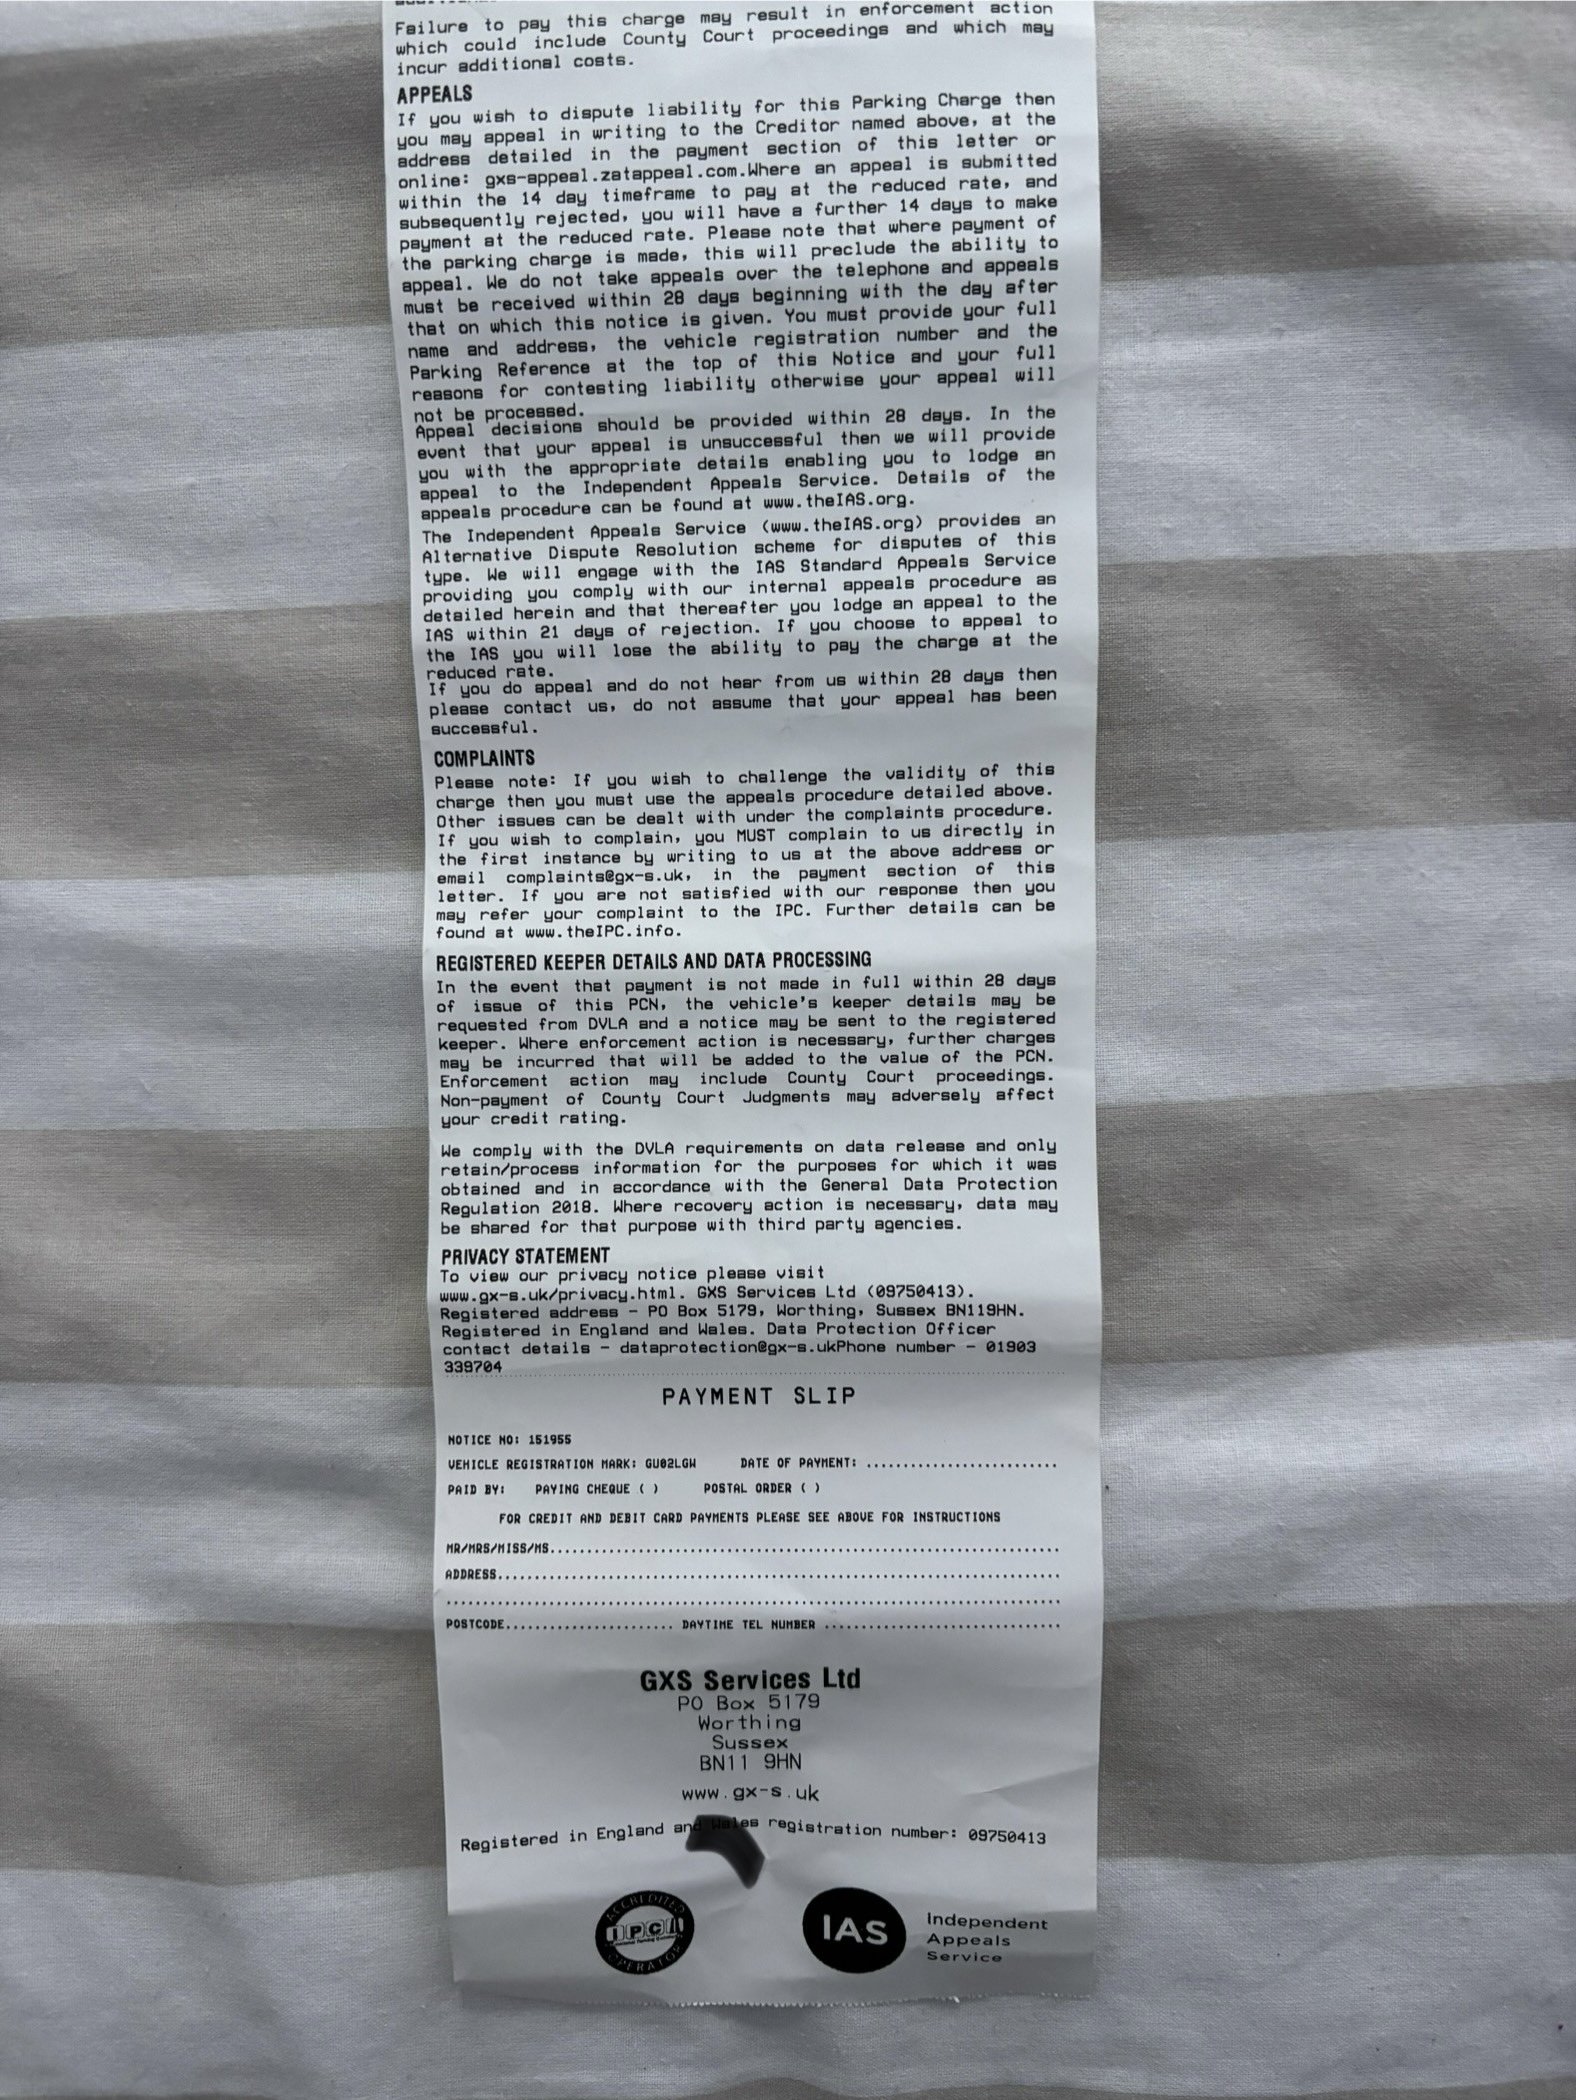 Failure to pay this charge may result in enforcement action
which could include County Court proceedings and which may
incur additional costs.
APPEALS
If you wish to dispute liability for this Parking Charge then
you may appeal in writing to the Creditor named above, at the
address detailed in the payment section of this letter or
online: gxs-appeal.zatappeal.com.Where an appeal is submitted
within the 14 day timeframe to pay at the reduced rate, and
subsequently rejected, you will have a further 14 days to make
payment at the reduced rate. Please note that where payment of
the parking charge is made, this will preclude the ability to
appeal. We do not take appeals over the telephone and appeals
must be received within 28 days beginning with the day after
that on which this notice is given. You must provide your full
name and address, the vehicle registration number and the
Parking Reference at the top of this Notice and your full
reasons for contesting liability otherwise your appeal will
not be processed.
Appeal decisions should be provided within 28 days. In the
event that your appeal is unsuccessful then we will provide
you with the appropriate details enabling you to lodge an
appeal to the Independent Appeals Service. Details of the
appeals procedure can be found at www.theIAS.org.
The Independent Appeals Service (www.theIAS.org) provides an
Alternative Dispute Resolution scheme for disputes of this
type. We will engage with the IAS Standard Appeals Service
providing you comply with our internal appeals procedure as
detailed herein and that thereafter you lodge an appeal to the
IAS within 21 days of rejection. If you choose to appeal to
the IAS you will lose the ability to pay the charge at the
reduced rate.
If you do appeal and do not hear from us within 28 days then
please contact us, do not assume that your appeal has been
successful.
COMPLAINTS
Please note: If you wish to challenge the validity of this
charge then you must use the appeals procedure detailed above.
Other issues can be dealt with under the complaints procedure.
If you wish to complain, you MUST complain to us directly in
the first instance by writing to us at the above address or
email complaints@gx-s.uk, in the payment section of this
letter. If you are not satisfied with our response then you
may refer your complaint to the IPC. Further details can be
found at www.theIPC.info.
REGISTERED KEEPER DETAILS AND DATA PROCESSING
In the event that payment is not made in full within 28 days
of issue of this PCN, the vehicle's keeper details may be
requested from DVLA and a notice may be sent to the registered
keeper. Where enforcement action is necessary, further charges
may be incurred that will be added to the value of the PCN.
Enforcement action may include County Court proceedings.
Non-payment of County Court Judgments may adversely affect
your credit rating.
We comply with the DVLA requirements on data release and only
retain/process information for the purposes for which it was
obtained and in accordance with the General Data Protection
Regulation 2018. Where recovery action is necessary, data may
be shared for that purpose with third party agencies.
PRIVACY STATEMENT
To view our privacy notice please visit
www.gx-s.uk/privacy.html. GXS Services Ltd (09750413).
Registered address - PO Box 5179, Worthing, Sussex BN119HN.
Registered in England and Wales. Data Protection Officer
contact details - dataprotection@gx-s.ukPhone number - 01903
339704
PAYMENT SLIP
NOTICE NO: 151955
VEHICLE REGISTRATION MARK: GU02LGW DATE OF PAYMENT: ..........................
PAID BY: PAYING CHEQUE ( ) POSTAL ORDER ( )
FOR CREDIT AND DEBIT CARD PAYMENTS PLEASE SEE ABOVE FOR INSTRUCTIONS
MR/MRS/MISS/MS..............................................................
ADDRESS.....................................................................
............................................................................
POSTCODE....................... DAYTIME TEL NUMBER .............................
GXS Services Ltd
PO Box 5179
Worthing
Sussex
BN11 9HN
www.gx-s.uk
Registered in England and Wales registration number: 09750413
ACCREDITED
IPC
OPERATOR
IAS
Independent
Appeals
Service